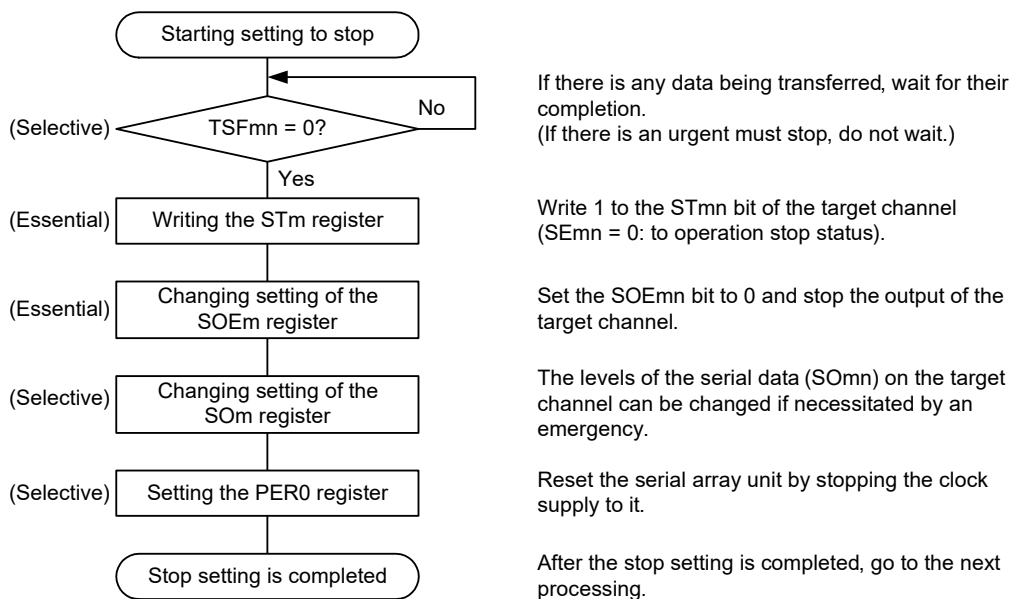 Starting setting to stop
If there is any data being transferred, wait for their
completion.
(If there is an urgent must stop, do not wait.)
No
(Selective)
TSFmn = 0?
Yes
(Essential)
Writing the STm register
Write 1 to the STmn bit of the target channel
(SEmn = 0: to operation stop status).
(Essential)
Changing setting of the
SOEm register
Set the SOEmn bit to 0 and stop the output of the
target channel.
(Selective)
Changing setting of the
SOm register
The levels of the serial data (SOmn) on the target
channel can be changed if necessitated by an
emergency.
(Selective)
Setting the PER0 register
Reset the serial array unit by stopping the clock
supply to it.
Stop setting is completed
After the stop setting is completed, go to the next
processing.